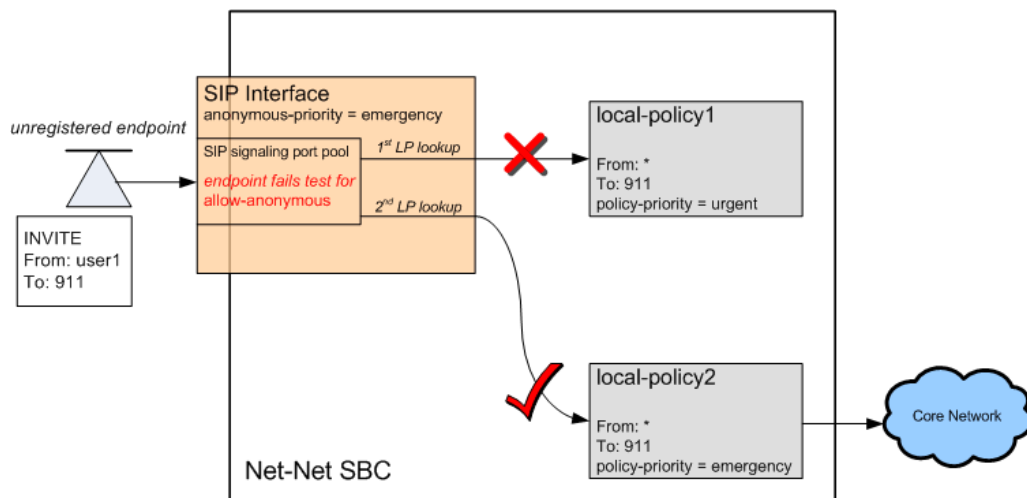 unregistered endpoint
INVITE
From: user1
To: 911
SIP Interface
anonymous-priority = emergency
SIP signaling port pool
endpoint fails test for
allow-anonymous
1st LP lookup
2nd LP lookup
local-policy1
From: *
To: 911
policy-priority = urgent
local-policy2
From: *
To: 911
policy-priority = emergency
Core Network
Net-Net SBC